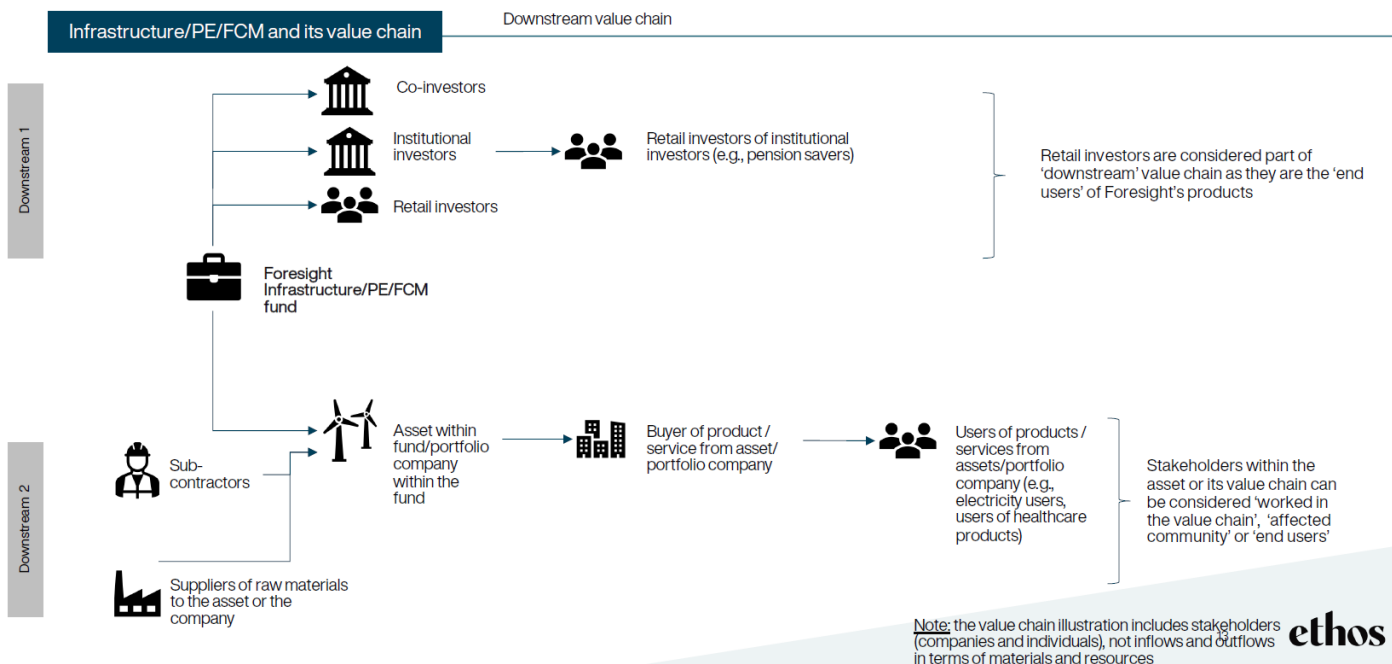 Infrastructure/PE/FCM and its value chain
Downstream value chain
Downstream 1
Co-investors
Institutional
investors
Retail investors of institutional
investors (e.g., pension savers)
Retail investors
Retail investors are considered part of
‘downstream’ value chain as they are the ‘end
users’ of Foresight’s products
Foresight
Infrastructure/PE/FCM
fund
Downstream 2
Sub-
contractors
Asset within
fund/portfolio
company
within the
fund
Buyer of product /
service from asset/
portfolio company
Users of products /
services from
assets/portfolio
company (e.g.,
electricity users,
users of healthcare
products)
Stakeholders within the
asset or its value chain can
be considered ‘worked in
the value chain’, ‘affected
community’ or ‘end users’
Suppliers of raw materials
to the asset or the
company
Note: the value chain illustration includes stakeholders
(companies and individuals), not inflows and outflows
in terms of materials and resources
13
ethos